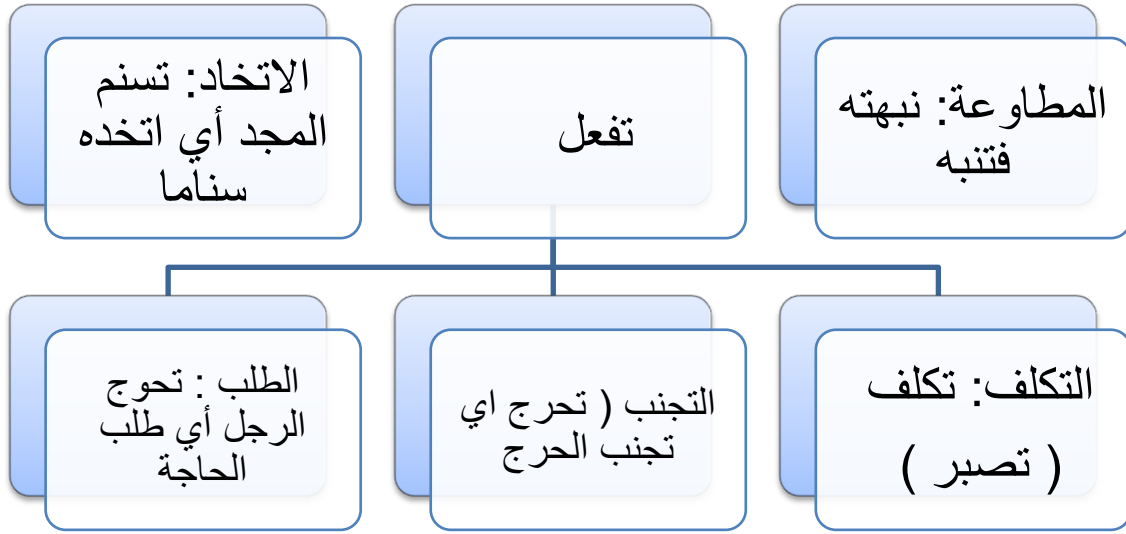 المطاوعة: نبهته
فتنبه
تفعل
الاتخاد: تسنم
المجد أي اتخده
سناما
التكلف: تكلف
( تصبر )
التجنب ( تحرج اي
تجنب الحرج
الطلب : تحوج
الرجل أي طلب
الحاجة